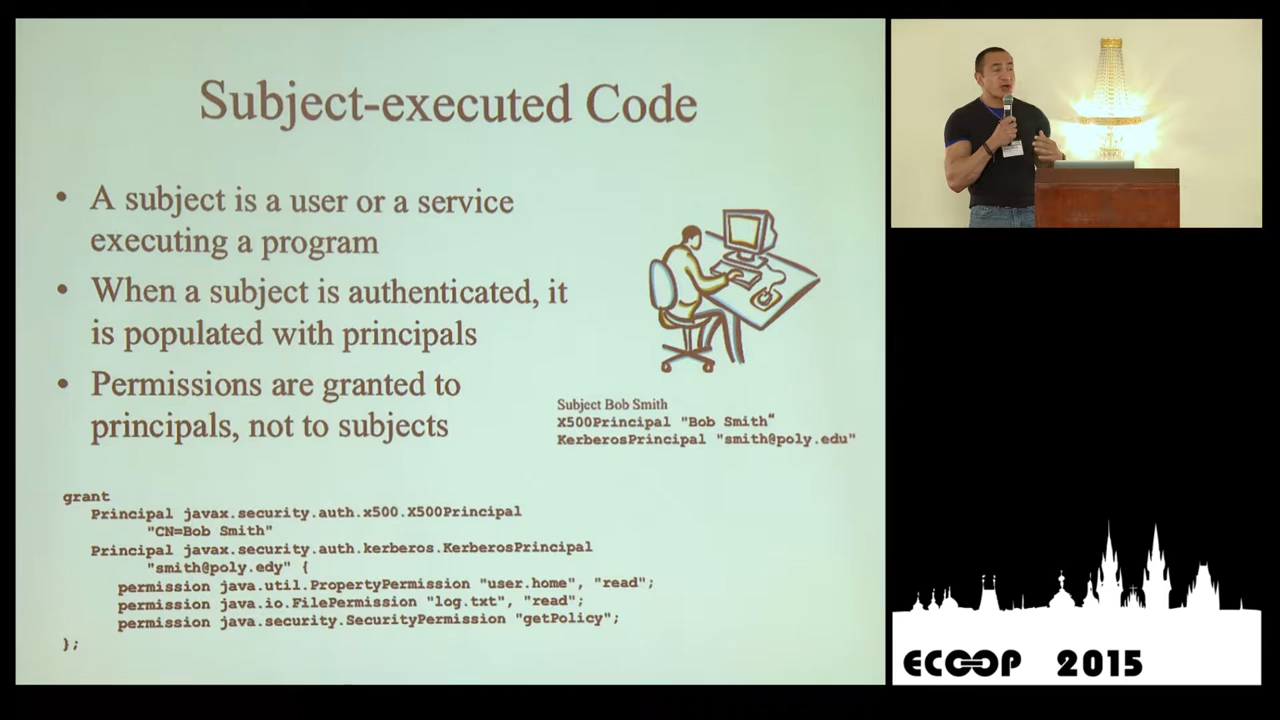 Subject-executed Code
• A subject is a user or a service
executing a program
• When a subject is authenticated, it
is populated with principals
• Permissions are granted to
principals, not to subjects
Subject Bob Smith
X500Principal "Bob Smith“
KerberosPrincipal "smith@poly.edu"
grant
Principal javax.security.auth.x500.X500Principal
"CN=Bob Smith"
Principal javax.security.auth.kerberos.KerberosPrincipal
"smith@poly.edy" {
permission java.util.PropertyPermission "user.home", "read";
permission java.io.FilePermission "log.txt", "read";
permission java.security.SecurityPermission "getPolicy";
};
ECOOP 2015